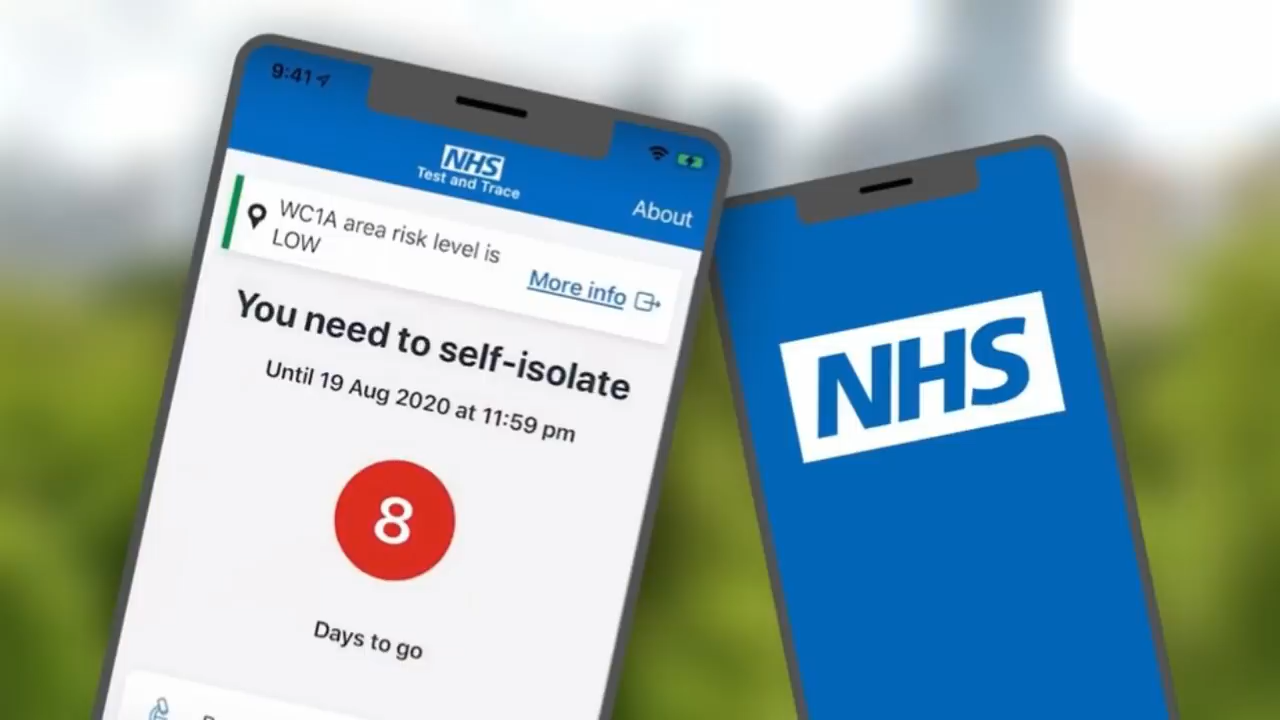 9:41
NHS
Test and Trace
About
WC1A area risk level is
LOW
More info
You need to self-isolate
Until 19 Aug 2020 at 11:59 pm
8
Days to go
NHS